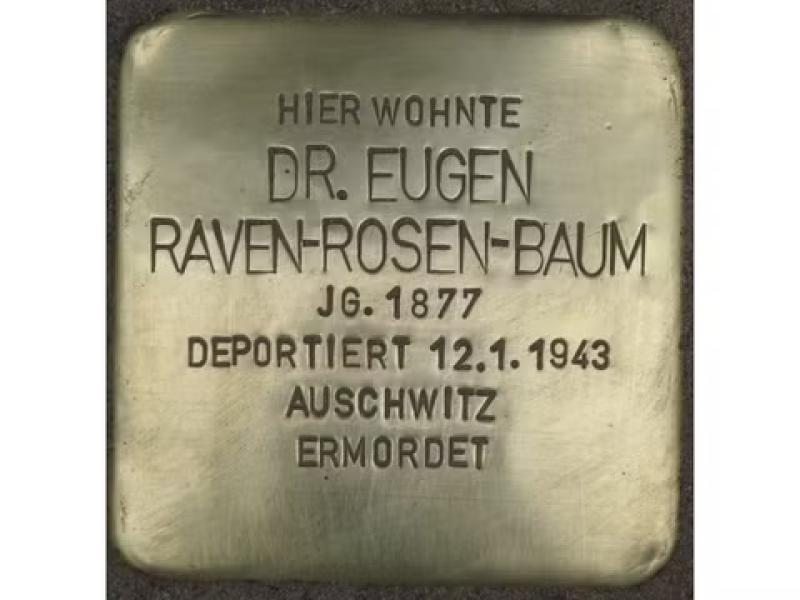 HIER WOHNTE
DR. EUGEN
RAVEN-ROSEN-BAUM
JG. 1877
DEPORTIERT 12.1.1943
AUSCHWITZ
ERMORDET